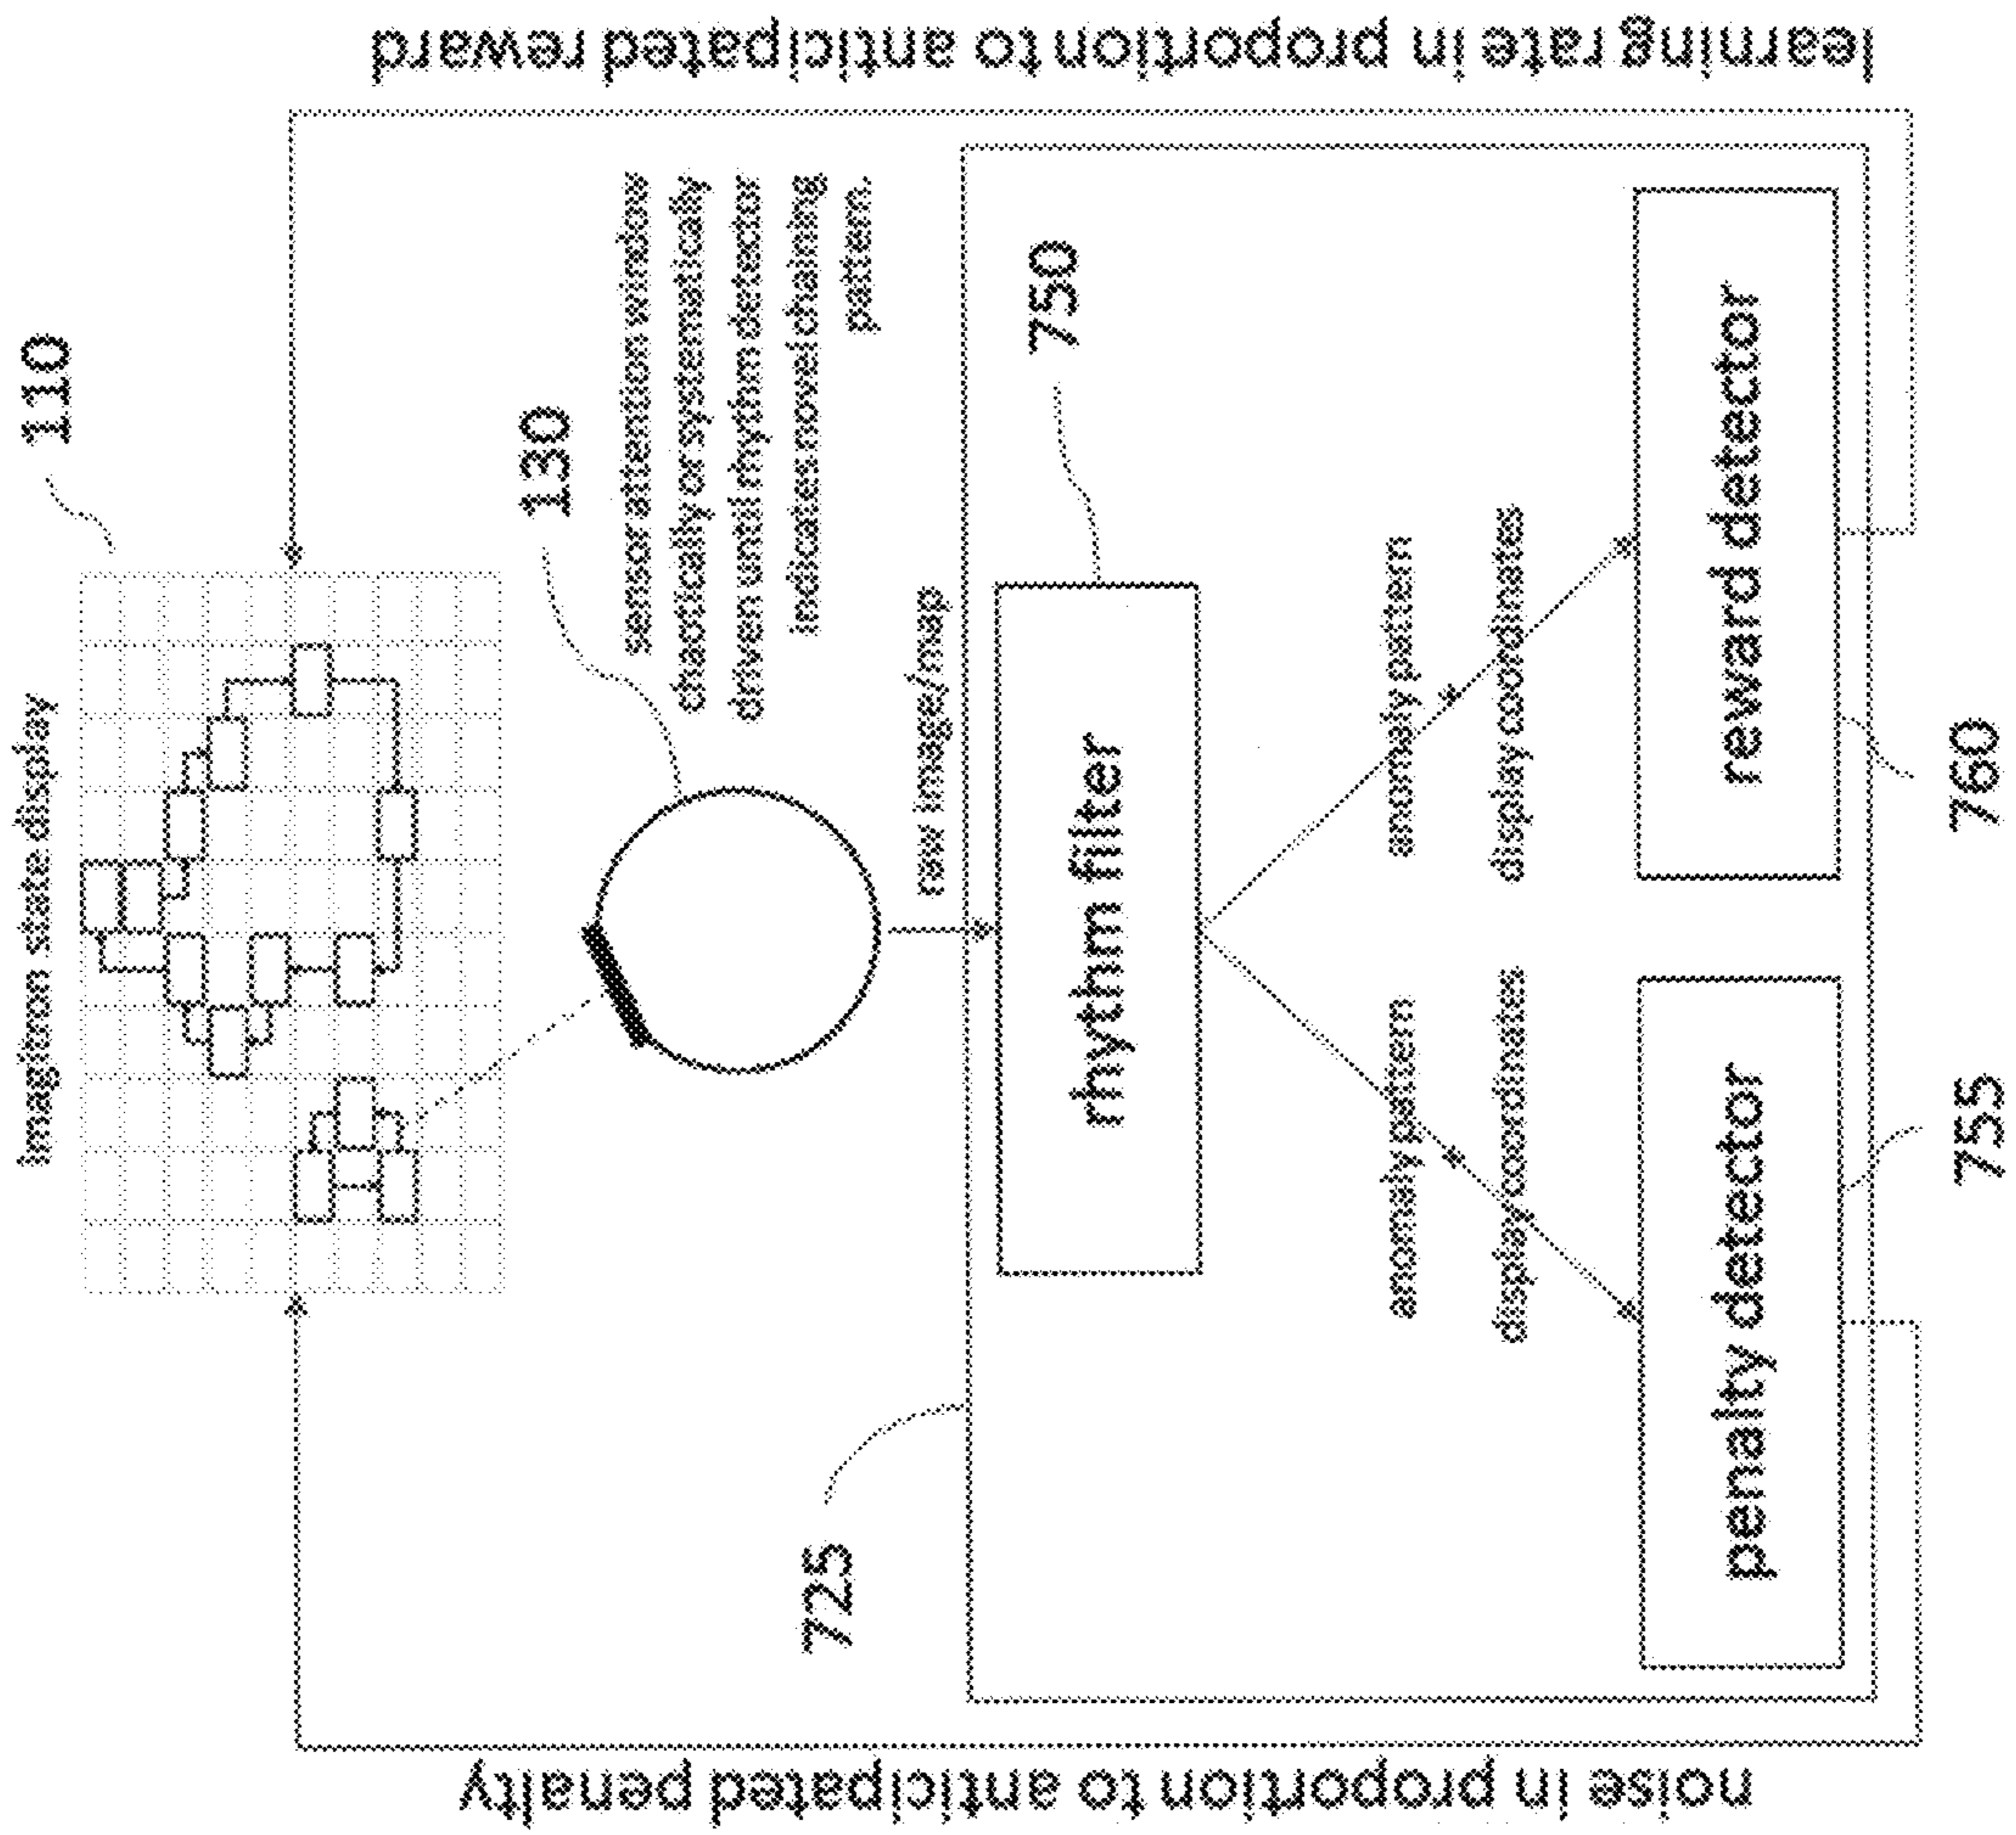 Imagitron state display
110
130
sensor attention window
chaotically or systematically
driven until rhythm detector
indicates novel chaining
pattern.
raw image/map
725
rhythm filter
750
anomaly pattern
display coordinates
anomaly pattern
display coordinates
penalty detector
reward detector
755
760
noise in proportion to anticipated penalty
learning rate in proportion to anticipated reward